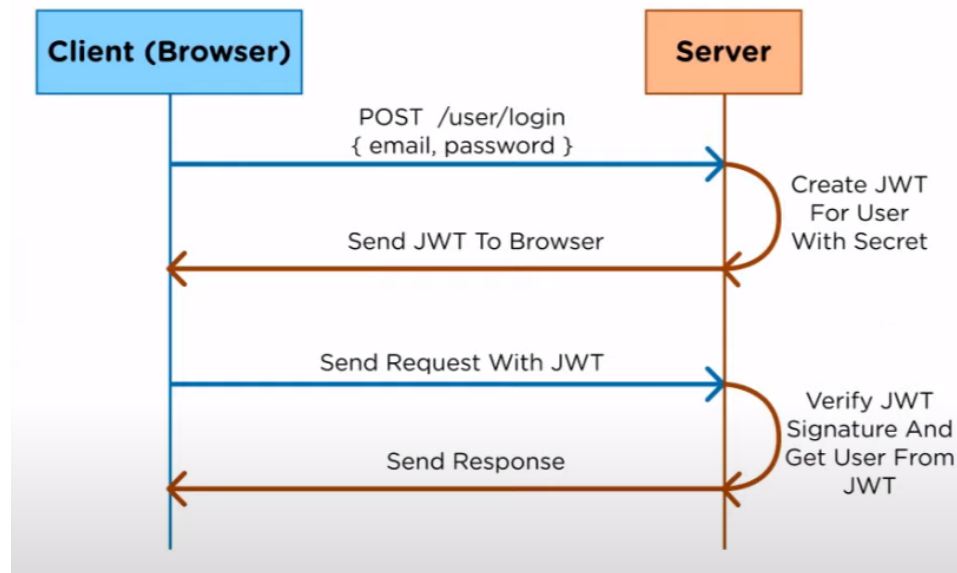 Client (Browser)
Server
POST /user/login
{ email, password }
Create JWT
For User
With Secret
Send JWT To Browser
Send Request With JWT
Verify JWT
Signature And
Get User From
JWT
Send Response